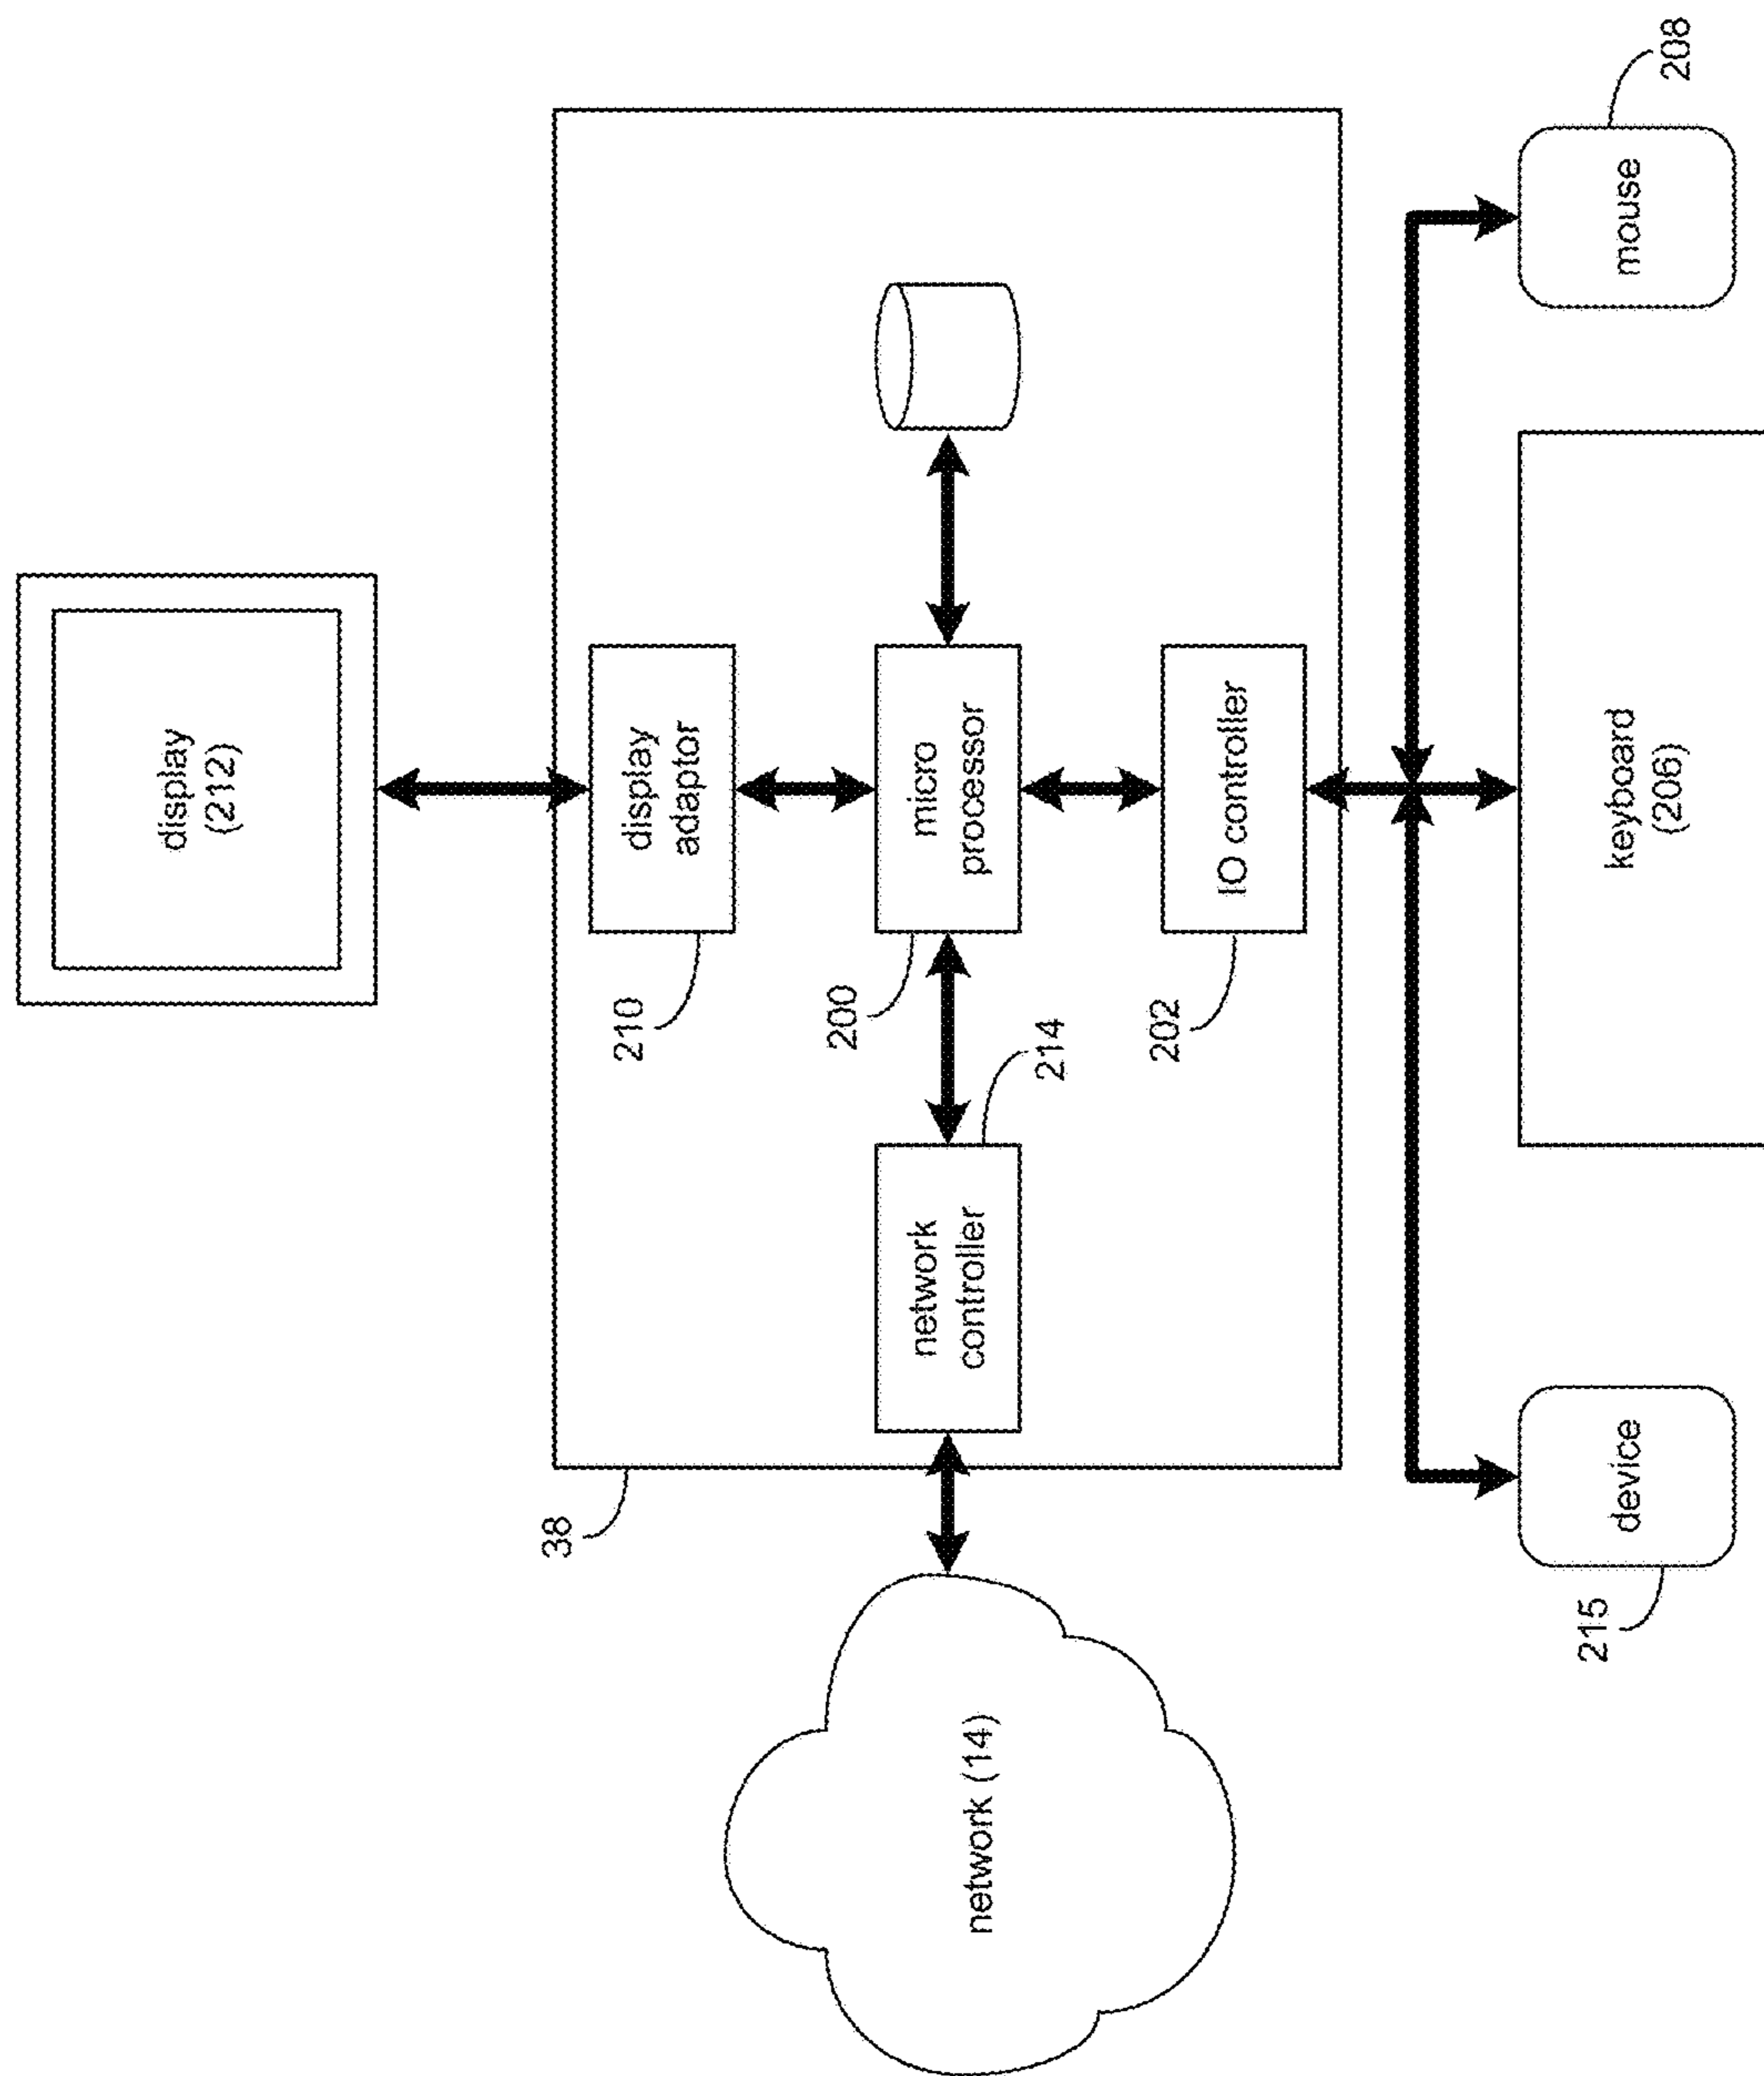 display
(212)
38
210
display
adaptor
200
network
controller
micro
processor
network (14)
214
202
IO controller
215
device
keyboard
(206)
mouse
208